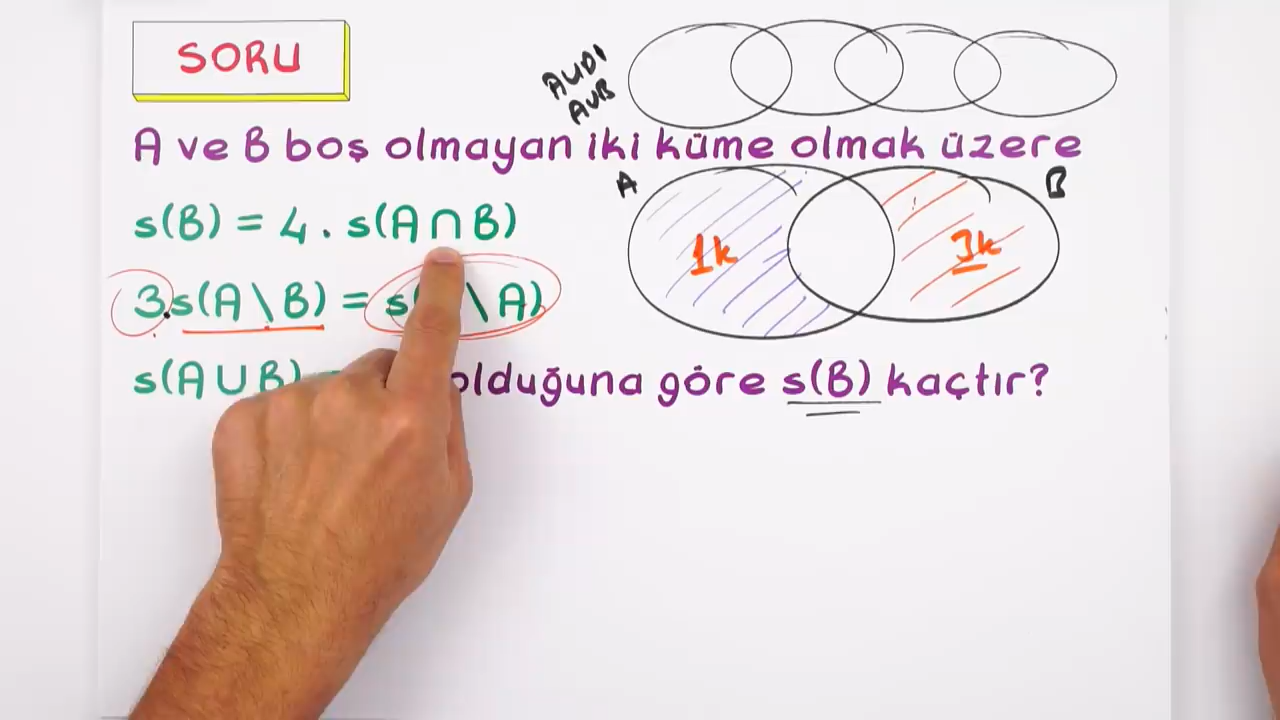 SORU
AUDI
AUB
A ve B boş olmayan iki küme olmak üzere
A
B
s(B) = 4 . s(A∩B)
1k
3k
3.s(A\B) = s( \ A)
s(A∪B) = olduğuna göre s(B) kaçtır?